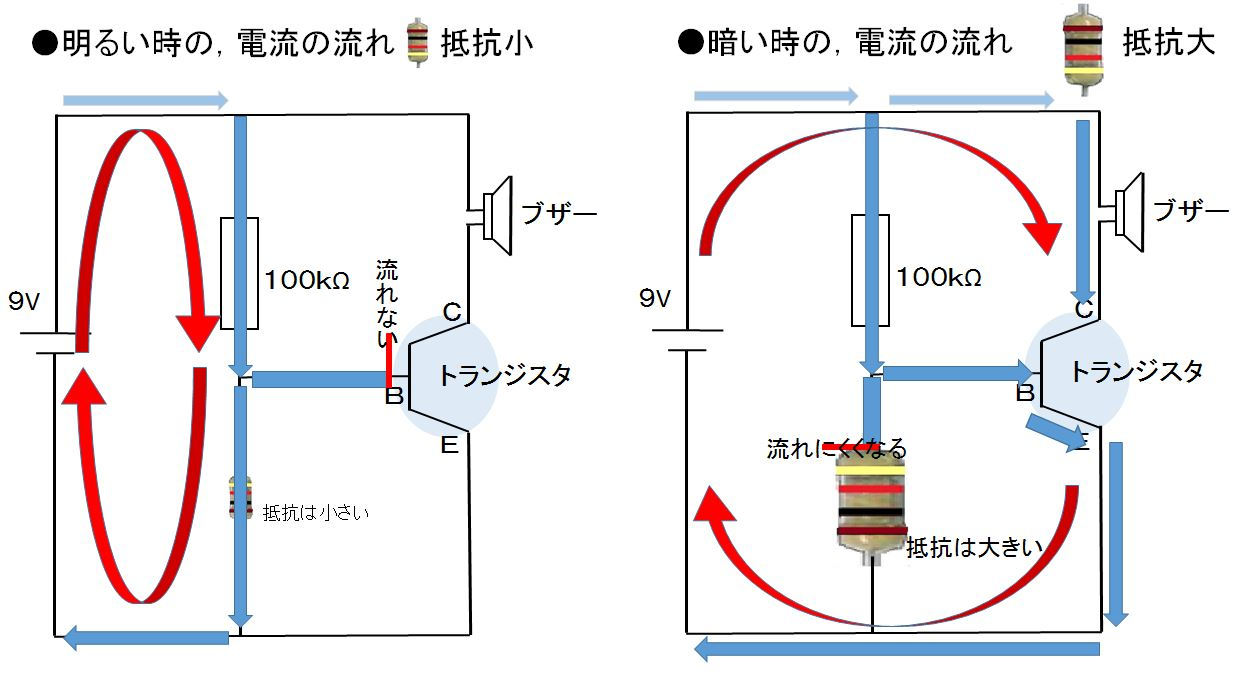 ●明るい時の，電流の流れ 抵抗小
ブザー
流れない
100kΩ
9V
C
トランジスタ
B
E
抵抗は小さい
●暗い時の，電流の流れ 抵抗大
ブザー
100kΩ
9V
C
トランジスタ
B
E
流れにくくなる
抵抗は大きい